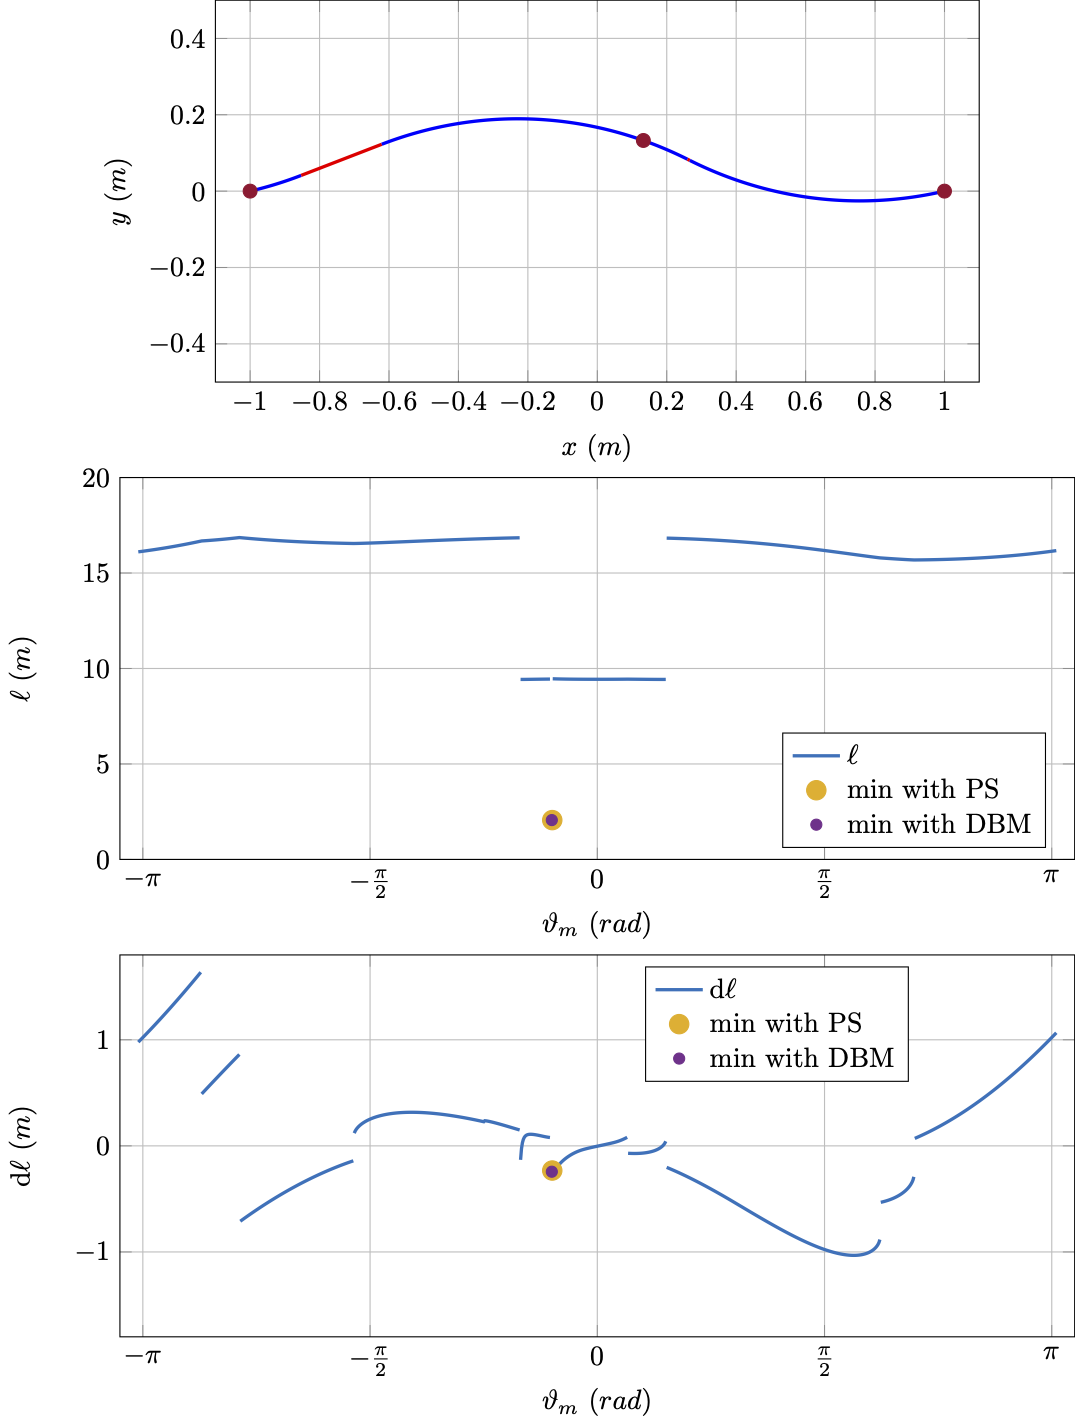 0.4
0.2
0
−0.2
−0.4
y (m)
−1 −0.8 −0.6 −0.4 −0.2 0 0.2 0.4 0.6 0.8 1
x (m)
20
15
10
5
0
ℓ (m)
ℓ
min with PS
min with DBM
−π −π/2 0 π/2 π
ϑₘ (rad)
1
0
−1
dℓ (m)
dℓ
min with PS
min with DBM
−π −π/2 0 π/2 π
ϑₘ (rad)